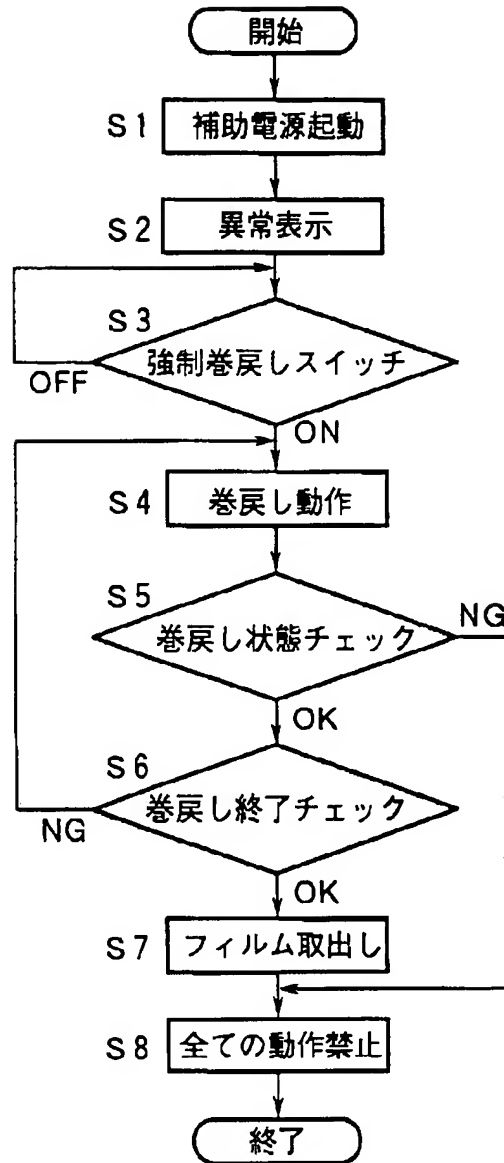 開始
S1 補助電源起動
S2 異常表示
S3
強制巻戻しスイッチ
OFF
ON
S4 巻戻し動作
S5
巻戻し状態チェック
NG
OK
S6
巻戻し終了チェック
NG
OK
S7 フィルム取出し
S8 全ての動作禁止
終了